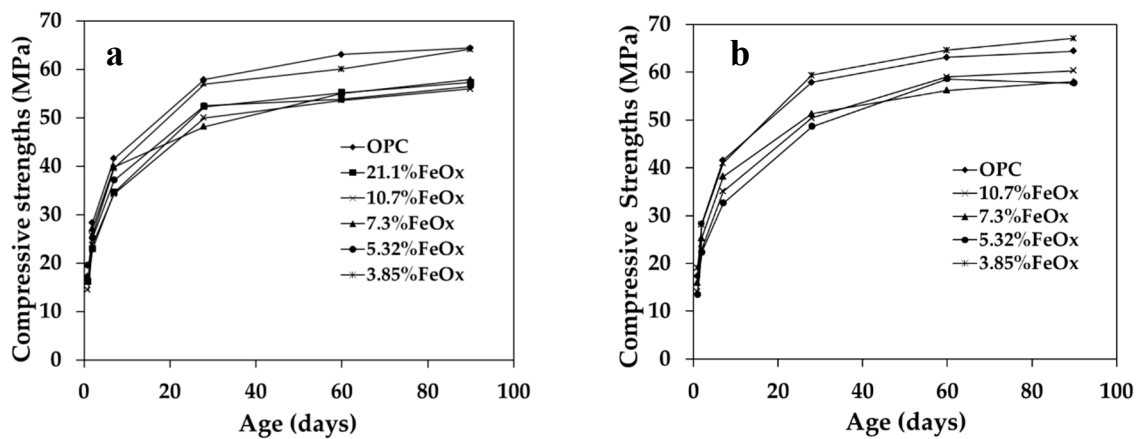 a
Compressive strengths (MPa)
70
60
50
40
30
20
10
0
OPC
21.1%FeOx
10.7%FeOx
7.3%FeOx
5.32%FeOx
3.85%FeOx
0 20 40 60 80 100
Age (days)
b
Compressive Strengths (MPa)
70
60
50
40
30
20
10
0
OPC
10.7%FeOx
7.3%FeOx
5.32%FeOx
3.85%FeOx
0 20 40 60 80 100
Age (days)